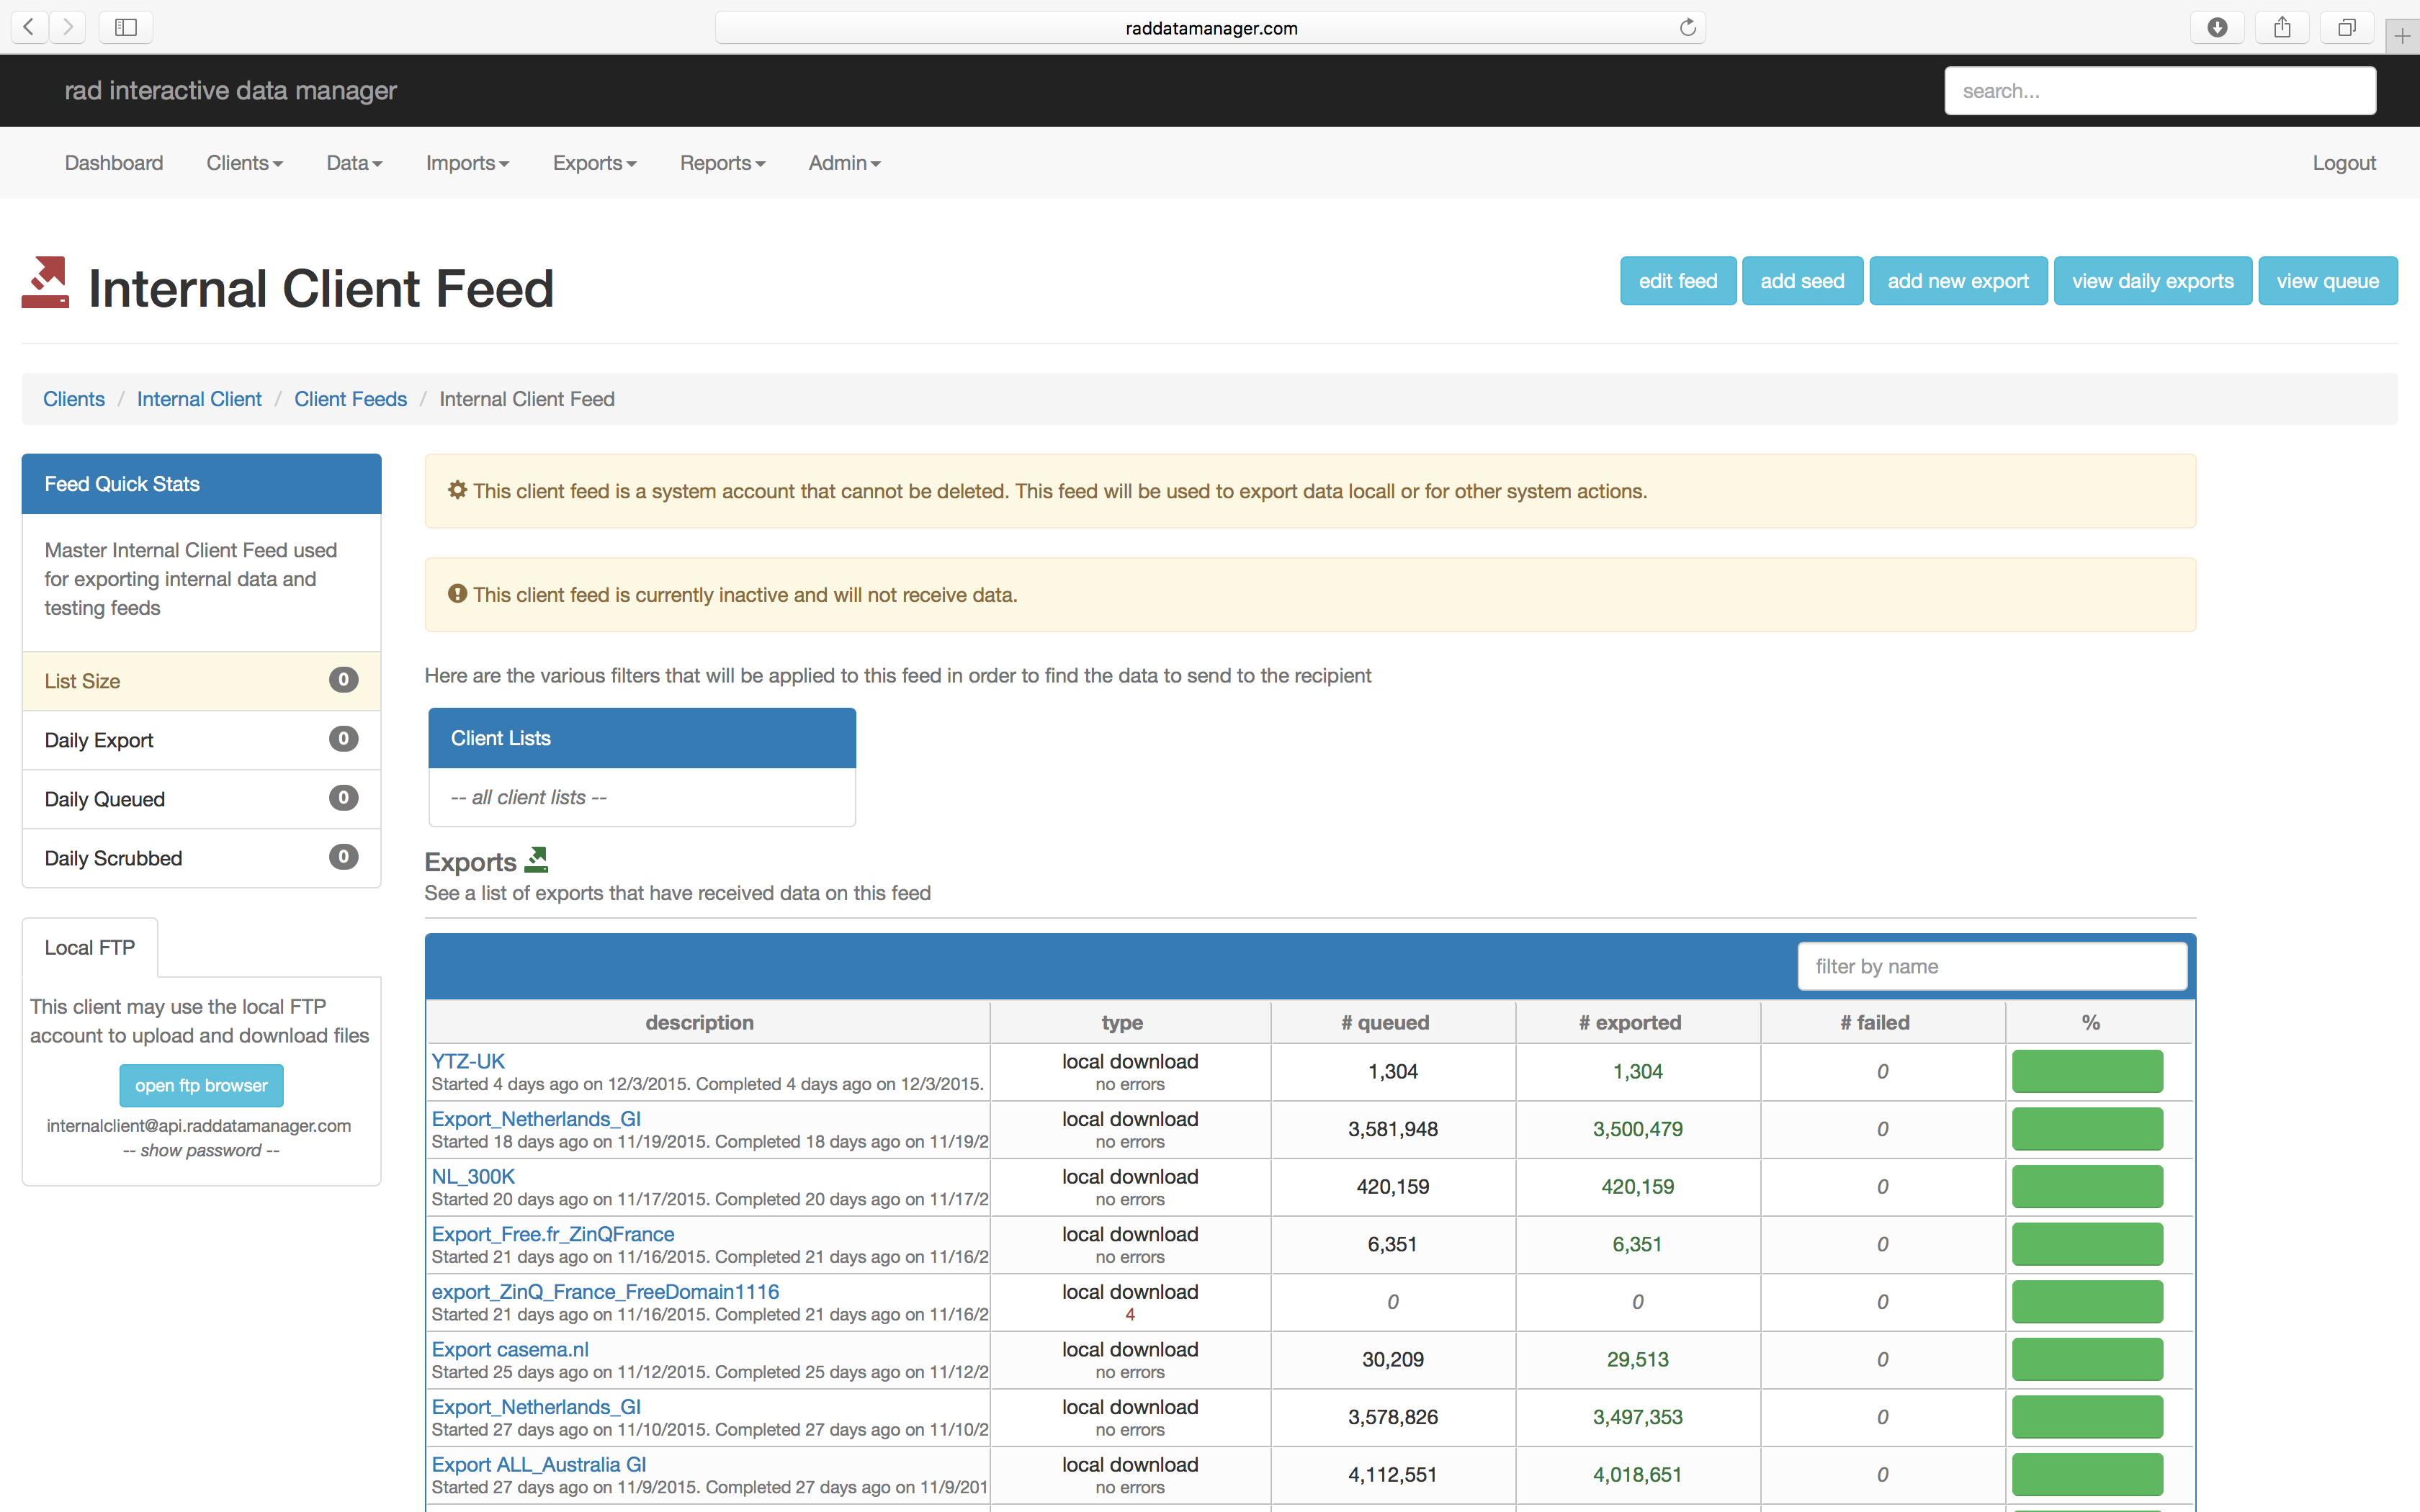 raddatamanager.com
rad interactive data manager
search...
Dashboard Clients Data Imports Exports Reports Admin Logout
Internal Client Feed
edit feed add seed add new export view daily exports view queue
Clients / Internal Client / Client Feeds / Internal Client Feed
Feed Quick Stats
Master Internal Client Feed used
for exporting internal data and
testing feeds
List Size 0
Daily Export 0
Daily Queued 0
Daily Scrubbed 0
Local FTP
This client may use the local FTP
account to upload and download files
open ftp browser
internalclient@api.raddatamanager.com
-- show password --
This client feed is a system account that cannot be deleted. This feed will be used to export data locall or for other system actions.
This client feed is currently inactive and will not receive data.
Here are the various filters that will be applied to this feed in order to find the data to send to the recipient
Client Lists
-- all client lists --
Exports
See a list of exports that have received data on this feed
filter by name
description type # queued # exported # failed %
YTZ-UK local download 1,304 1,304 0
Started 4 days ago on 12/3/2015. Completed 4 days ago on 12/3/2015. no errors
Export_Netherlands_GI local download 3,581,948 3,500,479 0
Started 18 days ago on 11/19/2015. Completed 18 days ago on 11/19/2 no errors
NL_300K local download 420,159 420,159 0
Started 20 days ago on 11/17/2015. Completed 20 days ago on 11/17/2 no errors
Export_Free.fr_ZinQFrance local download 6,351 6,351 0
Started 21 days ago on 11/16/2015. Completed 21 days ago on 11/16/2 no errors
export_ZinQ_France_FreeDomain1116 local download 0 0 0
Started 21 days ago on 11/16/2015. Completed 21 days ago on 11/16/2 4
Export casema.nl local download 30,209 29,513 0
Started 25 days ago on 11/12/2015. Completed 25 days ago on 11/12/2 no errors
Export_Netherlands_GI local download 3,578,826 3,497,353 0
Started 27 days ago on 11/10/2015. Completed 27 days ago on 11/10/2 no errors
Export ALL_Australia GI local download 4,112,551 4,018,651 0
Started 27 days ago on 11/9/2015. Completed 27 days ago on 11/9/201 no errors